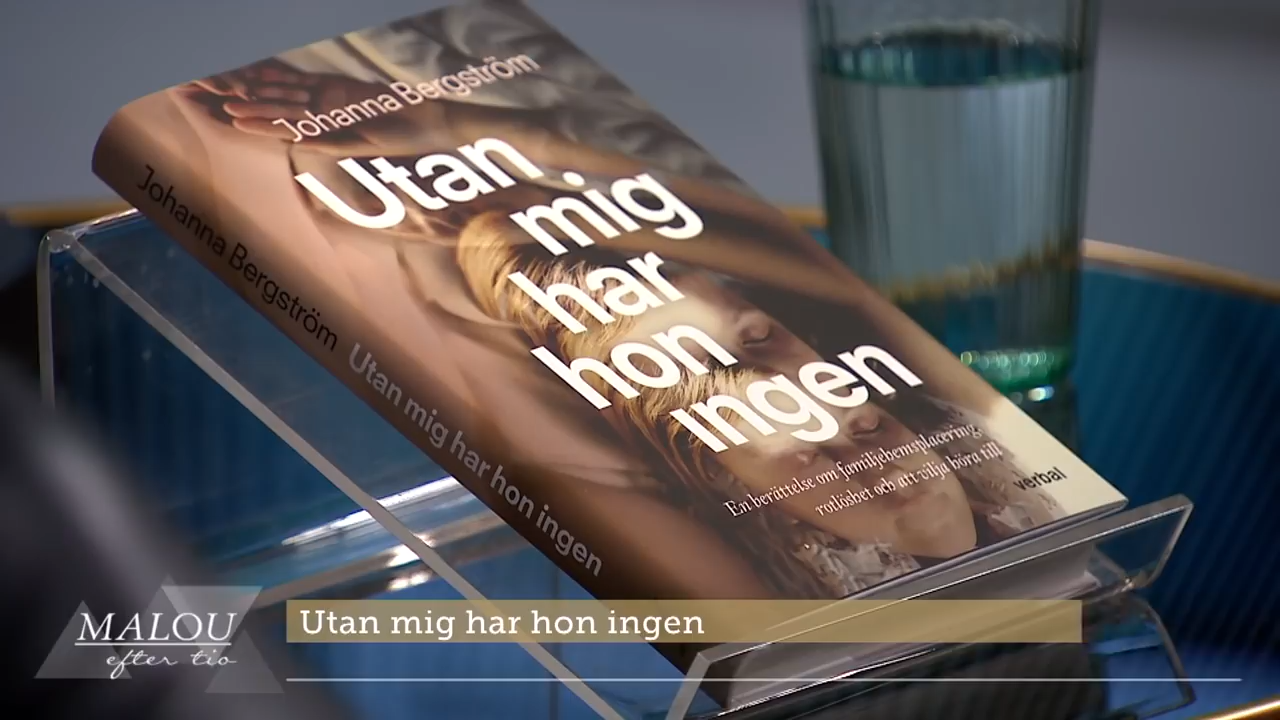 Johanna Bergström
Utan
mig
har
hon
ingen
En berättelse om familjehemsplacering,
rotlöshet och att vilja höra till
verbal
Johanna Bergström Utan mig har hon ingen
MALOU
efter tio
Utan mig har hon ingen